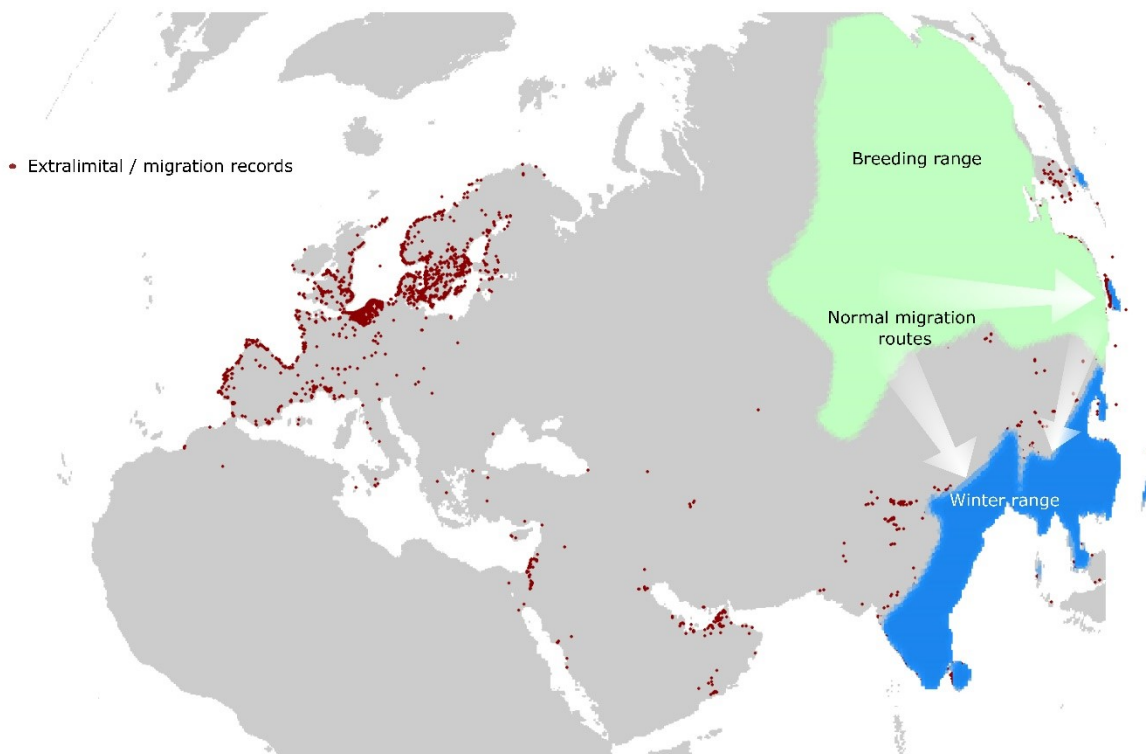 Breeding range
Extralimital / migration records
Normal migration
routes
Winter range